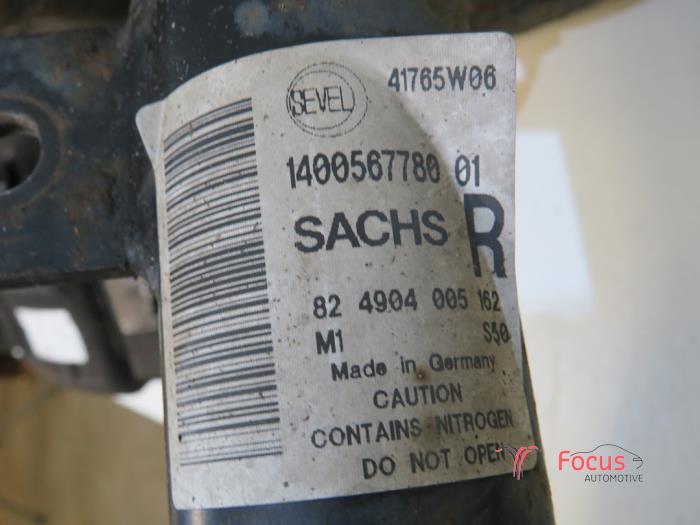 SEVEL 41765W06
1400567780 01
SACHS R
82 4904 005 162
M1 S50
Made in Germany
CAUTION
CONTAINS NITROGEN
DO NOT OPEN
Focus
AUTOMOTIVE